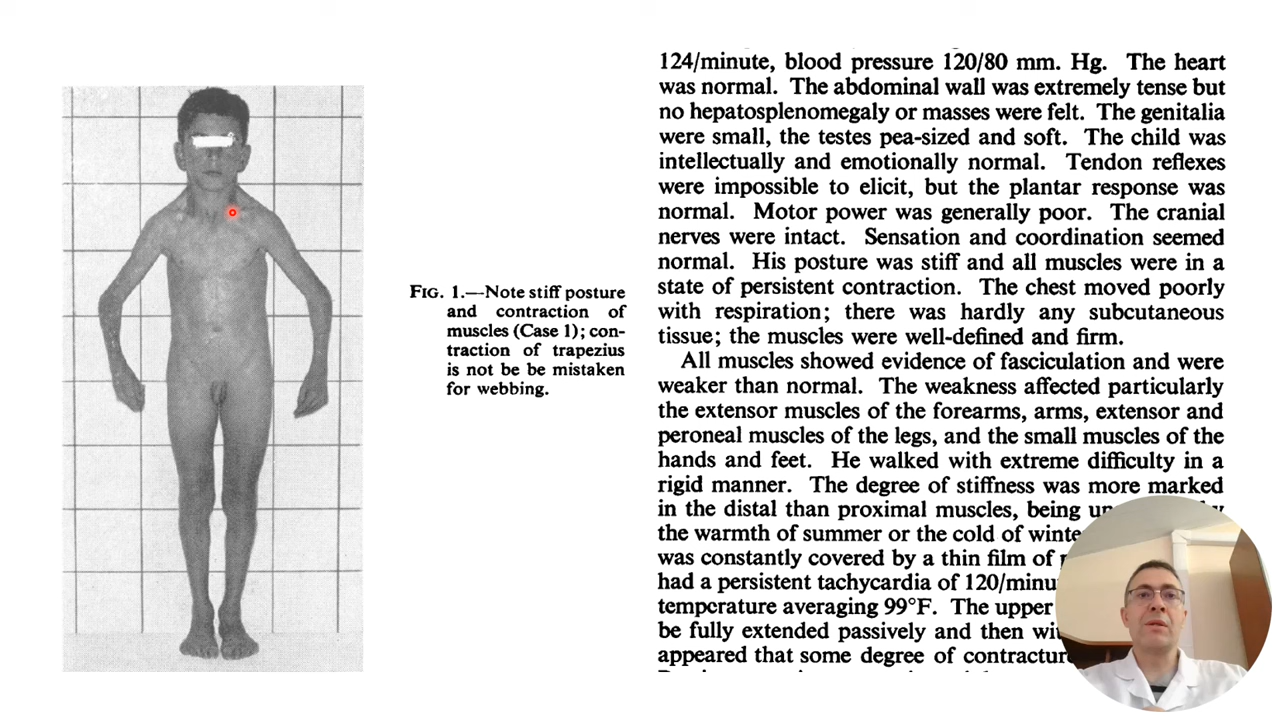 FIG. 1.—Note stiff posture
and contraction of
muscles (Case 1); con-
traction of trapezius
is not be be mistaken
for webbing.
124/minute, blood pressure 120/80 mm. Hg. The heart
was normal. The abdominal wall was extremely tense but
no hepatosplenomegaly or masses were felt. The genitalia
were small, the testes pea-sized and soft. The child was
intellectually and emotionally normal. Tendon reflexes
were impossible to elicit, but the plantar response was
normal. Motor power was generally poor. The cranial
nerves were intact. Sensation and coordination seemed
normal. His posture was stiff and all muscles were in a
state of persistent contraction. The chest moved poorly
with respiration; there was hardly any subcutaneous
tissue; the muscles were well-defined and firm.
All muscles showed evidence of fasciculation and were
weaker than normal. The weakness affected particularly
the extensor muscles of the forearms, arms, extensor and
peroneal muscles of the legs, and the small muscles of the
hands and feet. He walked with extreme difficulty in a
rigid manner. The degree of stiffness was more marked
in the distal than proximal muscles, being
the warmth of summer or the cold of
was constantly covered by a thin film of
had a persistent tachycardia of
temperature averaging 99°F. The upper
be fully extended passively and then
appeared that some degree of